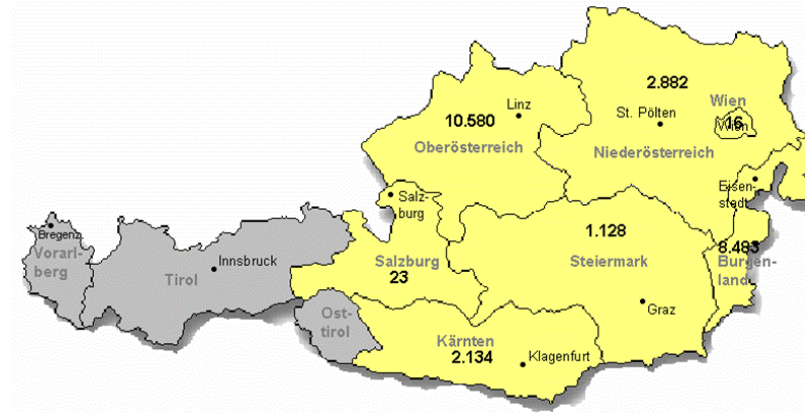 2.882
Wien
16
Wien
Linz
10.580
St. Pölten
Oberösterreich
Niederösterreich
Eisen-
stadt
Salz-
burg
Bregenz
Vorarl-
berg
Tirol
Innsbruck
Salzburg
23
1.128
Steiermark
8.483
Burgen-
land
Graz
Ost-
tirol
Kärnten
2.134
Klagenfurt